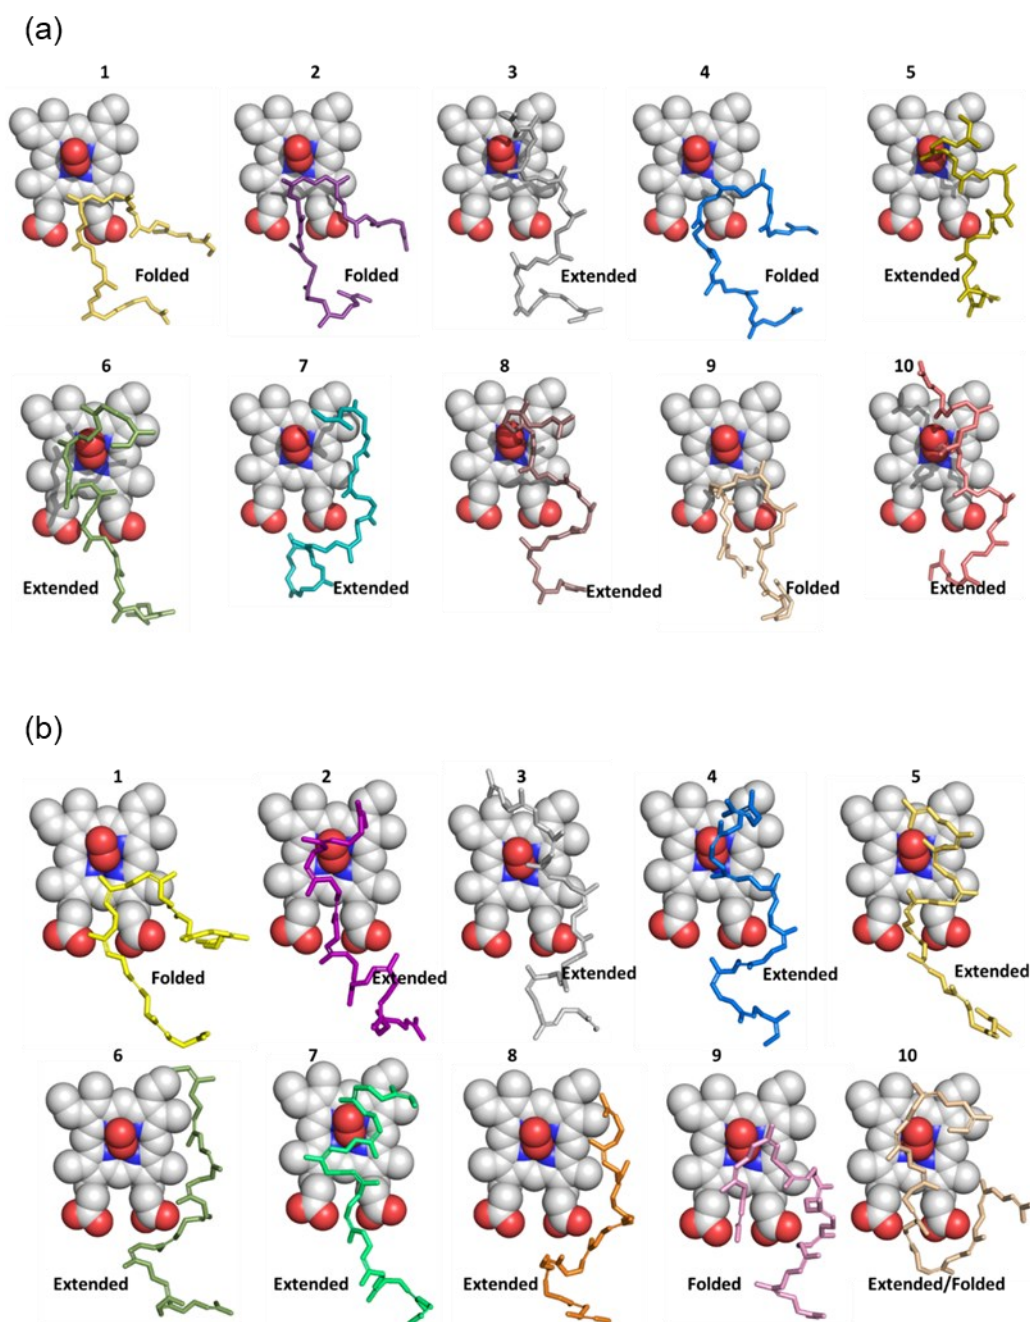 (a)
1 2 3 4 5
Folded Folded Extended Folded Extended
6 7 8 9 10
Extended Extended Extended Folded Extended
(b)
1 2 3 4 5
Folded Extended Extended Extended Extended
6 7 8 9 10
Extended Extended Extended Folded Extended/Folded